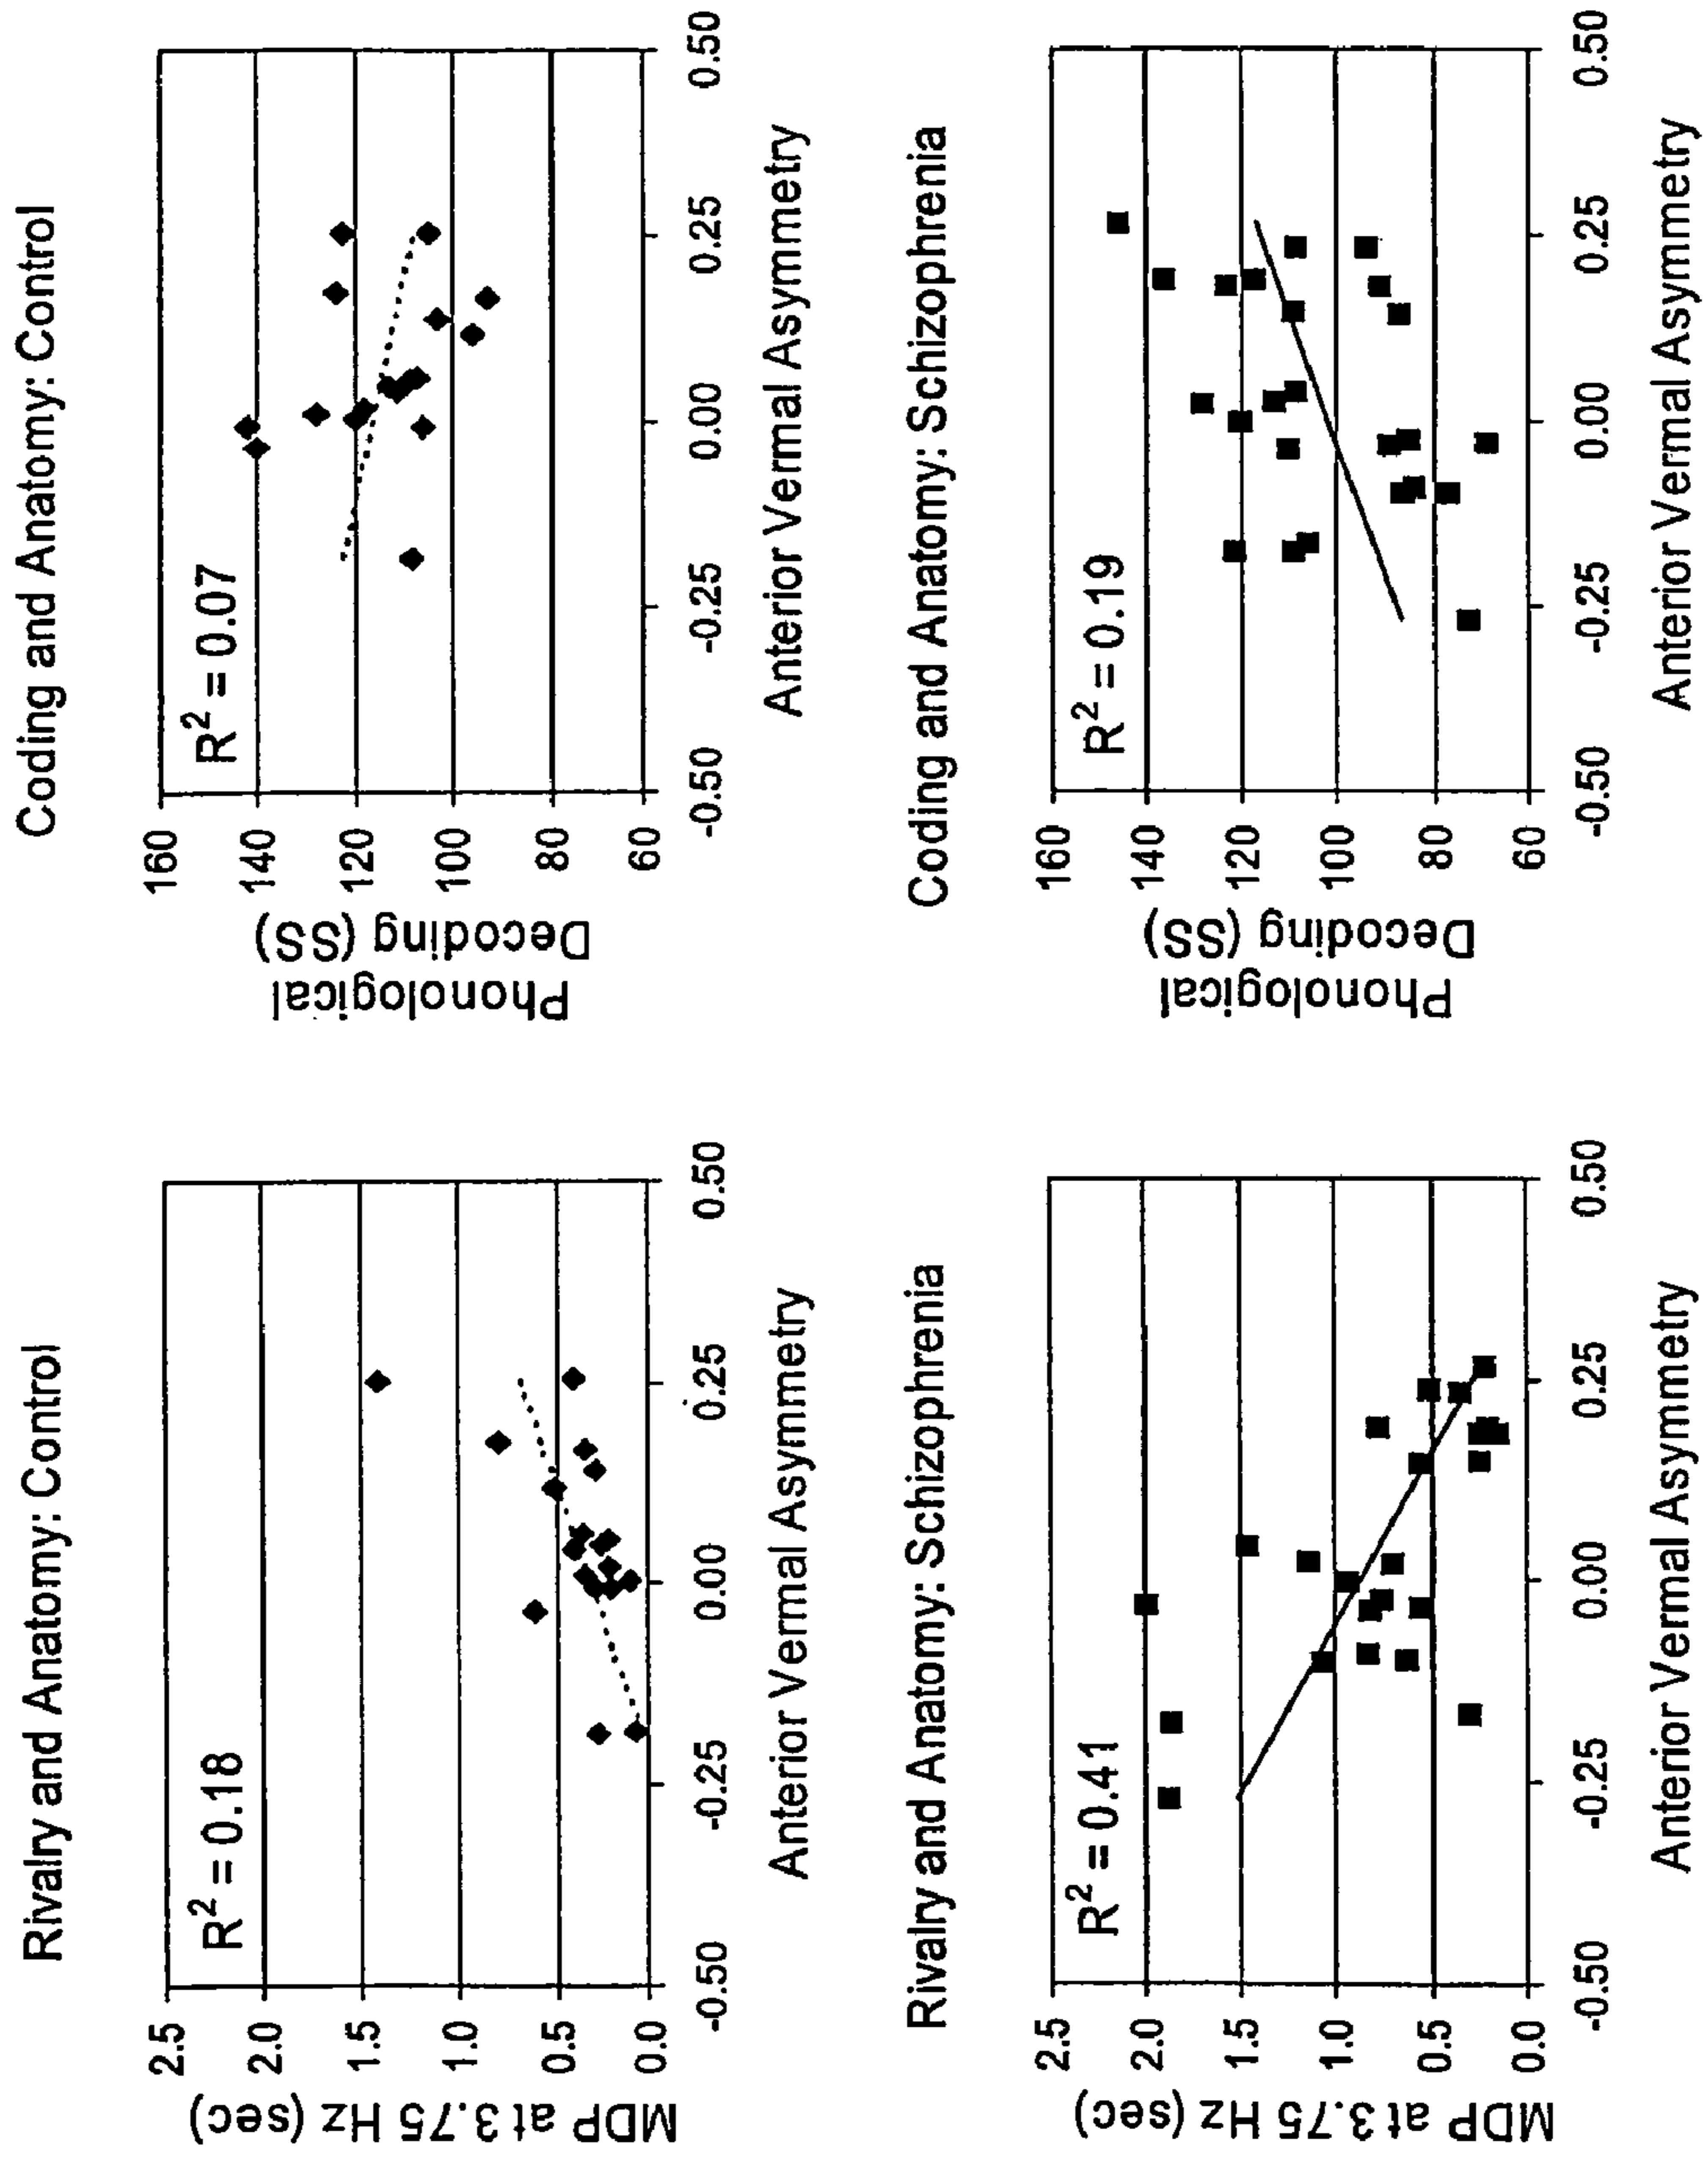 Rivalry and Anatomy: Control
R² = 0.18
2.5
2.0
1.5
1.0
0.5
0.0
MDP at 3.75 Hz (sec)
-0.50
-0.25
0.00
0.25
0.50
Anterior Vermal Asymmetry
Coding and Anatomy: Control
R² = 0.07
160
140
120
100
80
60
Phonological
Decoding (SS)
-0.50
-0.25
0.00
0.25
0.50
Anterior Vermal Asymmetry
Rivalry and Anatomy: Schizophrenia
R² = 0.41
2.5
2.0
1.5
1.0
0.5
0.0
MDP at 3.75 Hz (sec)
-0.50
-0.25
0.00
0.25
0.50
Anterior Vermal Asymmetry
Coding and Anatomy: Schizophrenia
R² = 0.19
160
140
120
100
80
60
Phonological
Decoding (SS)
-0.50
-0.25
0.00
0.25
0.50
Anterior Vermal Asymmetry